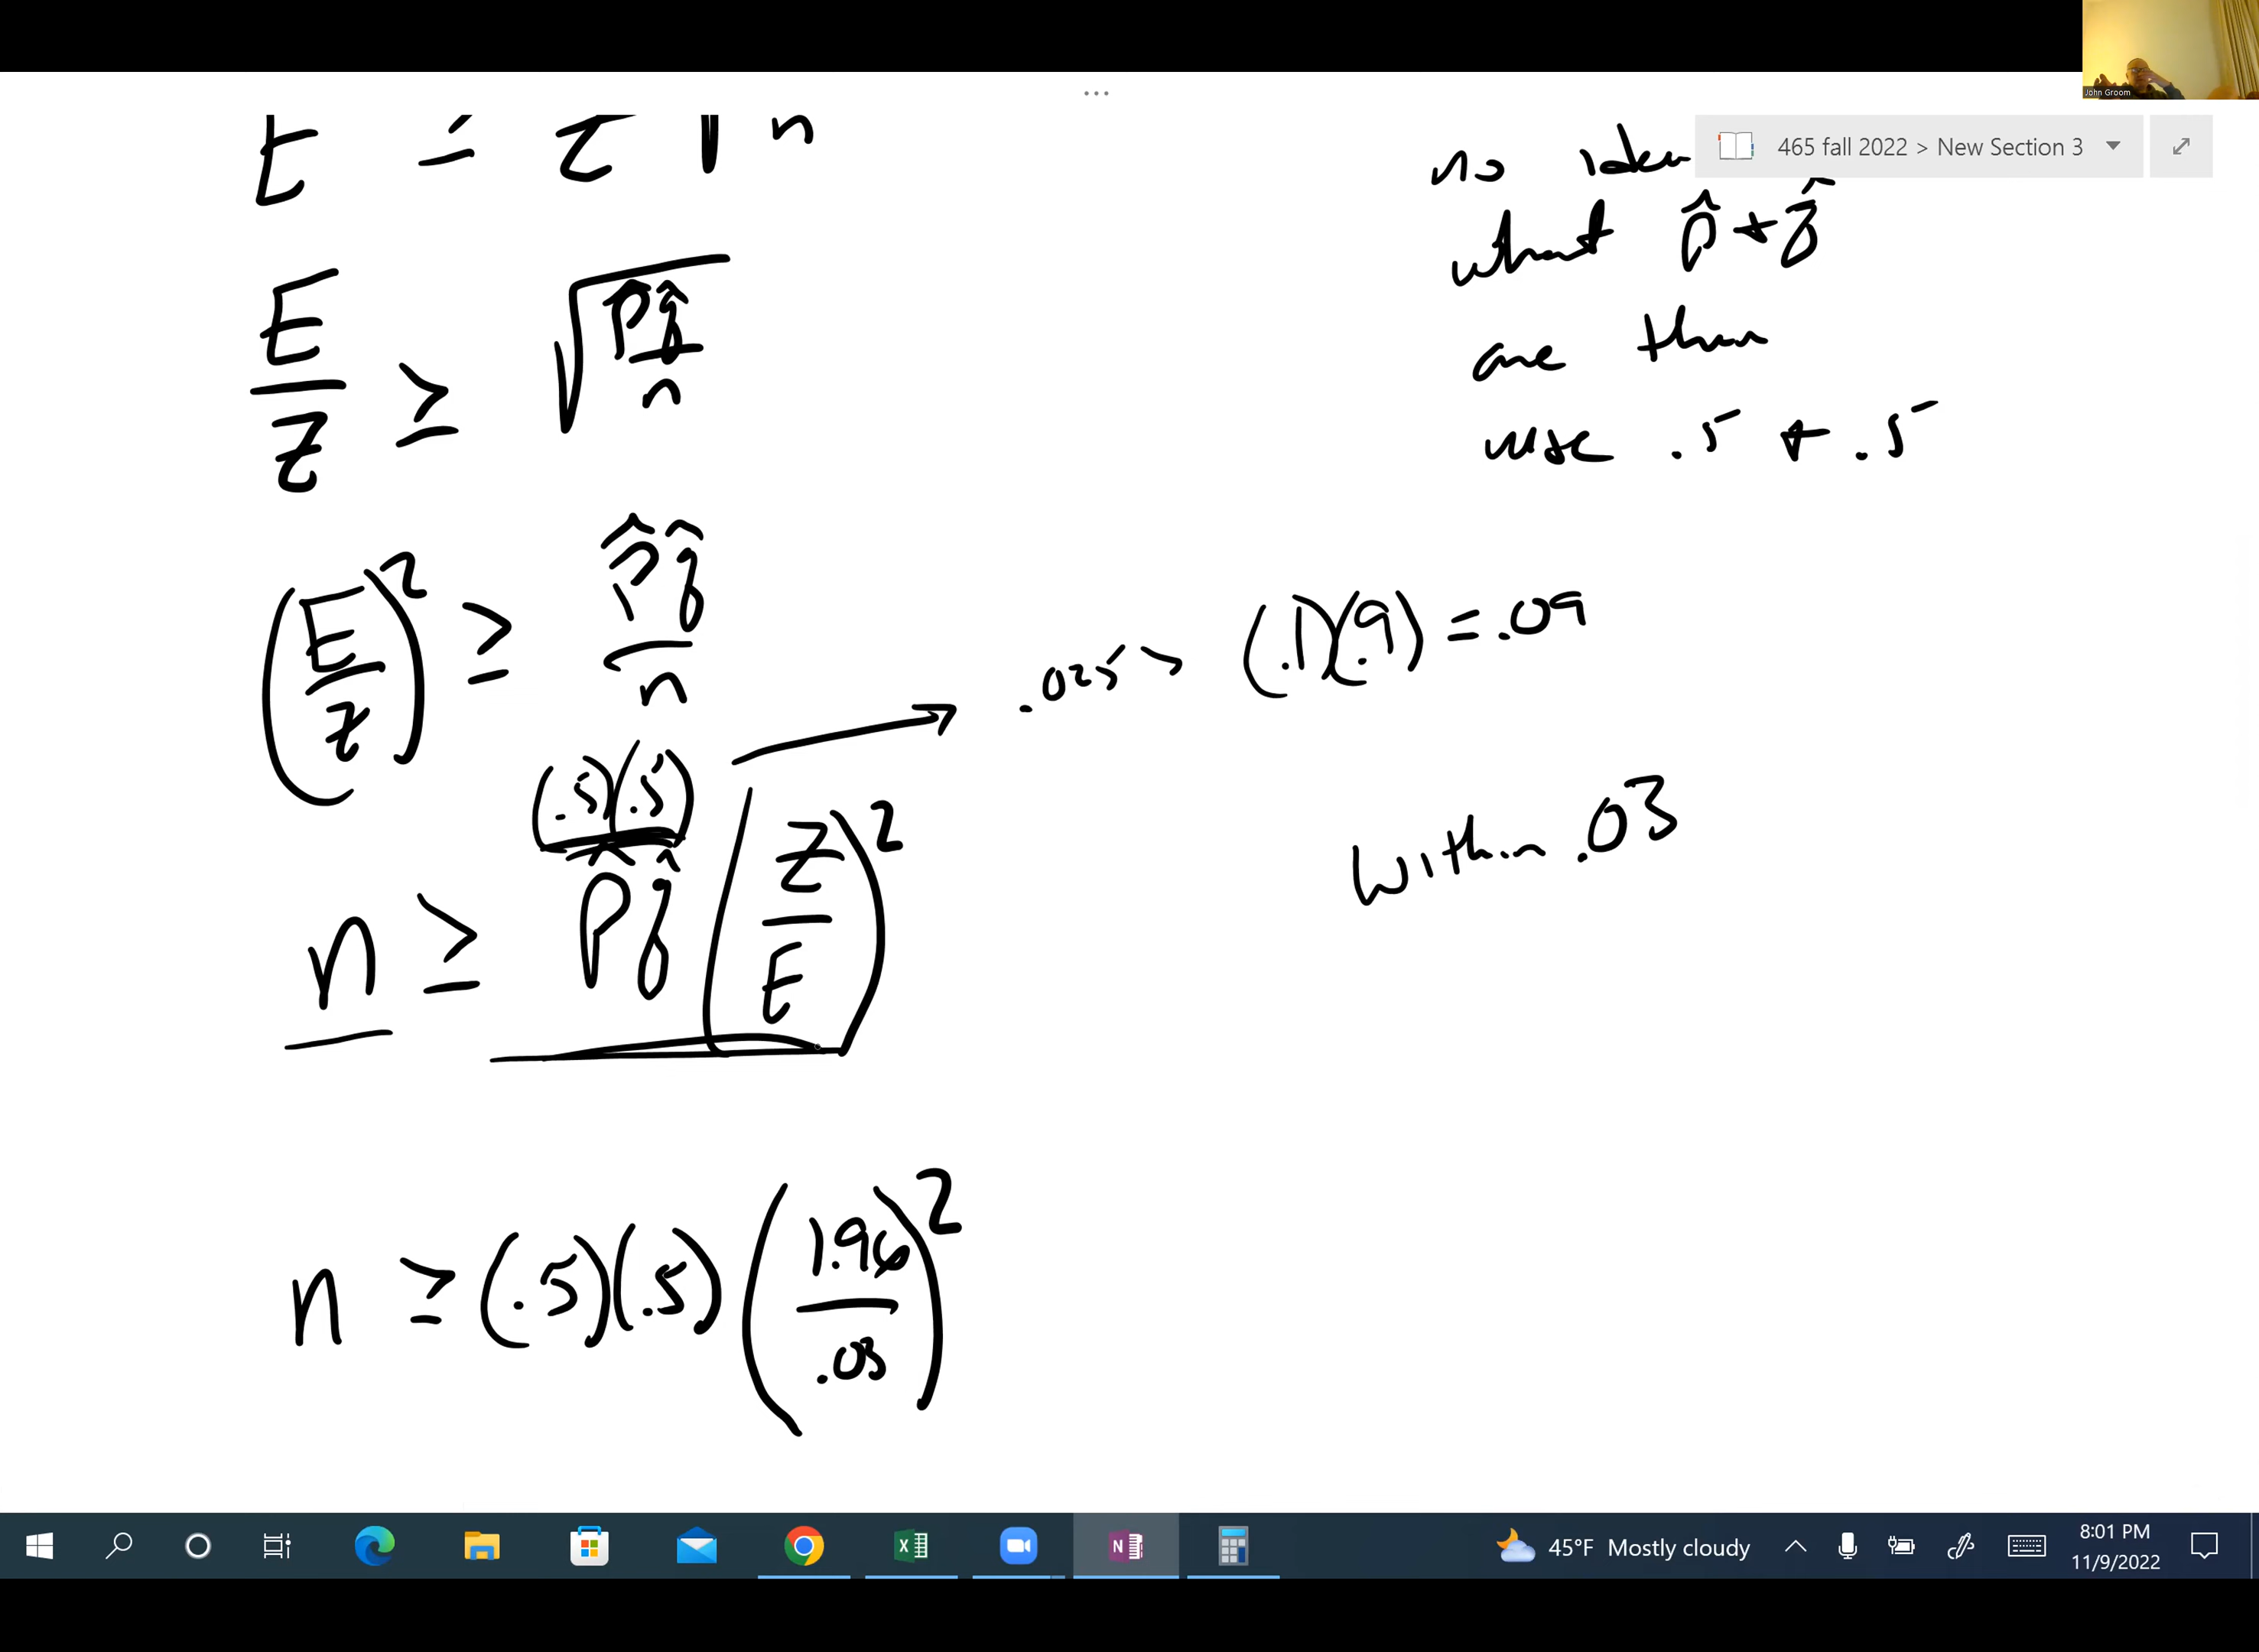 John Groom
465 fall 2022 > New Section 3
E = z √ n
no idea
what p̂ + q̂
are then
use .5 + .5
E/z ≥ √(p̂q̂/n)
(E/z)² ≥ p̂q̂/n
.025 > (.1)(.9) = .09
(.5)(.5)
n ≥ p̂q̂ (z/E)²
within .03
n ≥ (.5)(.5) (1.96/.03)²
45°F Mostly cloudy
8:01 PM
11/9/2022